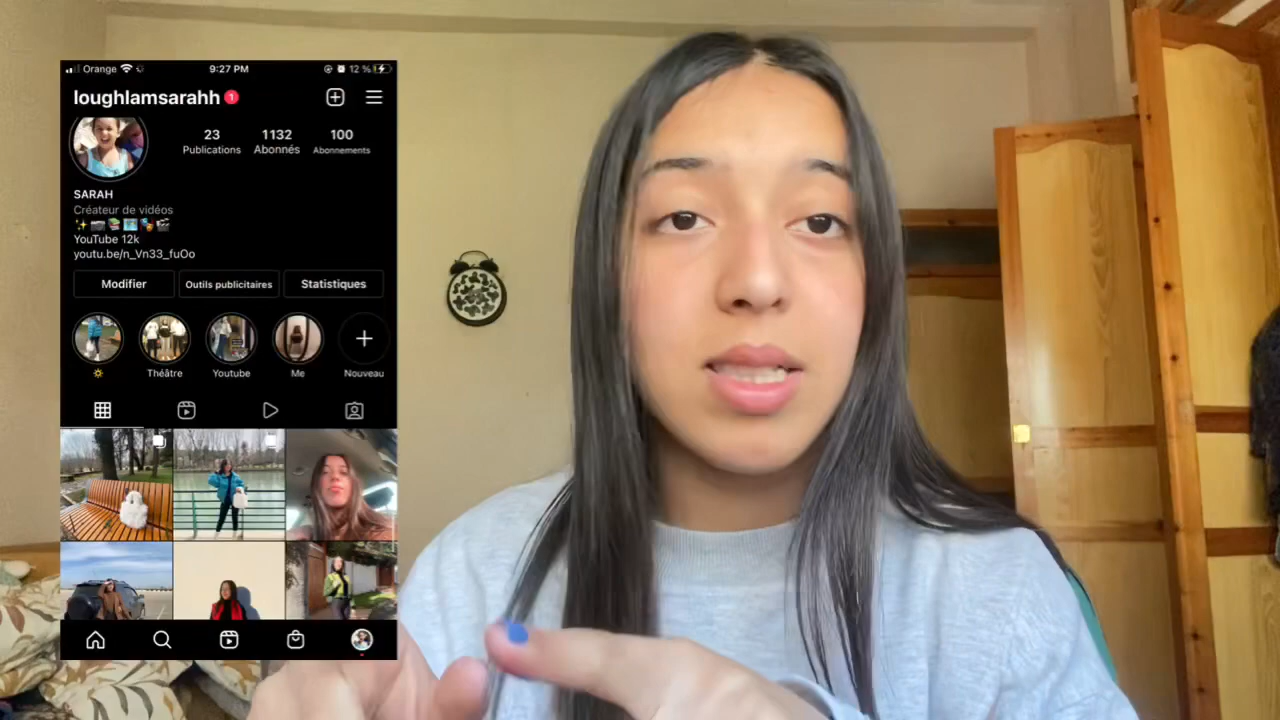 Orange 9:27 PM 12 %
loughlamsarahh 1
23 1132 100
Publications Abonnés Abonnements
SARAH
Créateur de vidéos
YouTube 12k
youtu.be/n_Vn33_fuOo
Modifier Outils publicitaires Statistiques
Théâtre Youtube Me Nouveau